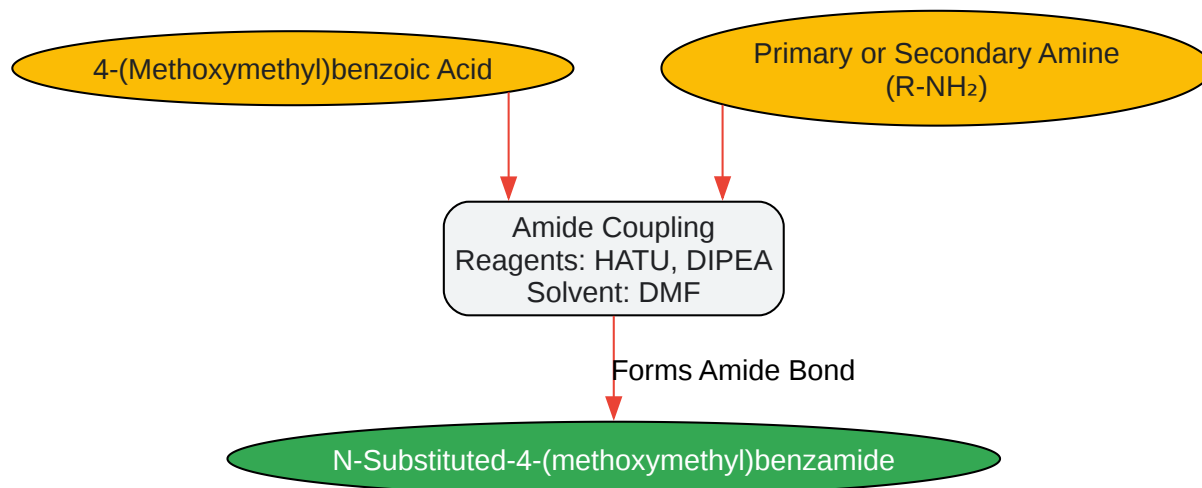 4-(Methoxymethyl)benzoic Acid
Primary or Secondary Amine
(R-NH₂)
Amide Coupling
Reagents: HATU, DIPEA
Solvent: DMF
Forms Amide Bond
N-Substituted-4-(methoxymethyl)benzamide